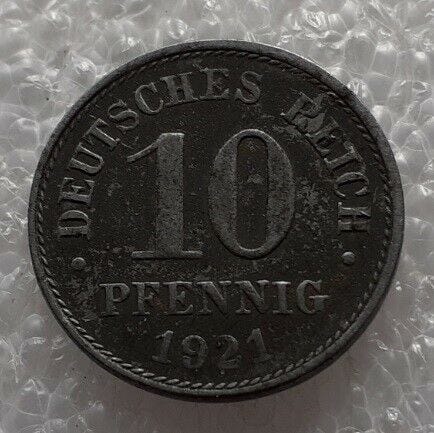 DEUTSCHES REICH
10
PFENNIG
1921